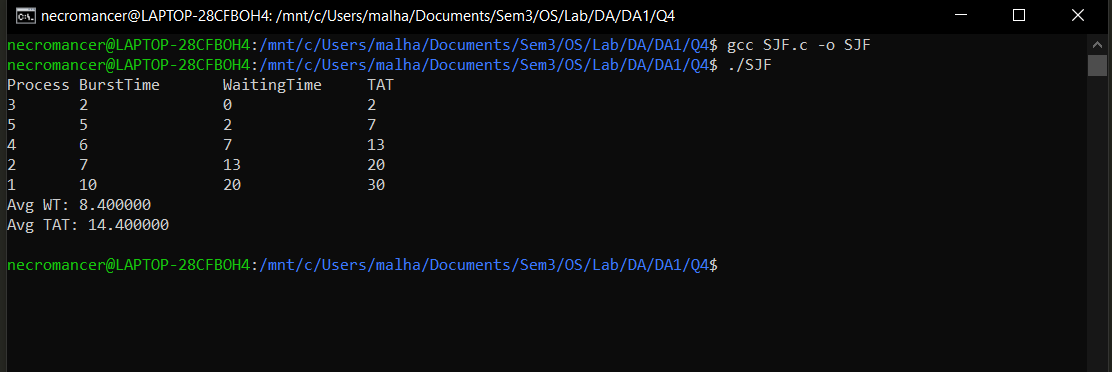 necromancer@LAPTOP-28CFBOH4: /mnt/c/Users/malha/Documents/Sem3/OS/Lab/DA/DA1/Q4
necromancer@LAPTOP-28CFBOH4:/mnt/c/Users/malha/Documents/Sem3/OS/Lab/DA/DA1/Q4$ gcc SJF.c -o SJF
necromancer@LAPTOP-28CFBOH4:/mnt/c/Users/malha/Documents/Sem3/OS/Lab/DA/DA1/Q4$ ./SJF
Process BurstTime       WaitingTime     TAT
3       2               0               2
5       5               2               7
4       6               7               13
2       7               13              20
1       10              20              30
Avg WT: 8.400000
Avg TAT: 14.400000
necromancer@LAPTOP-28CFBOH4:/mnt/c/Users/malha/Documents/Sem3/OS/Lab/DA/DA1/Q4$